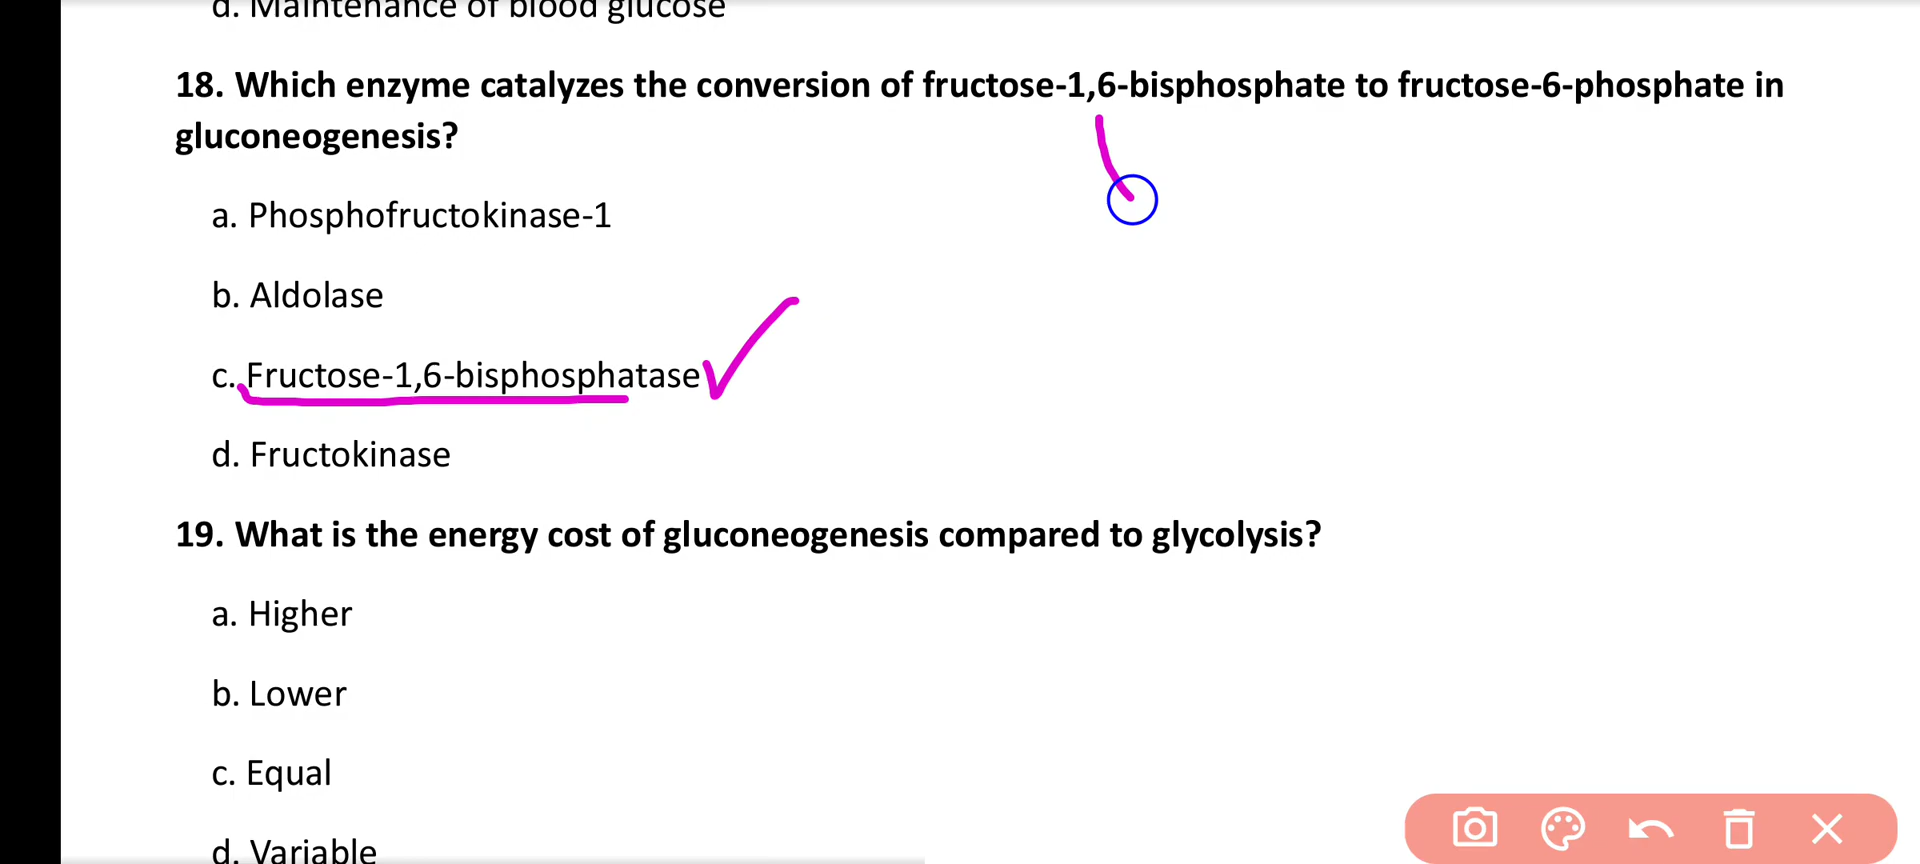 d. Maintenance of blood glucose
18. Which enzyme catalyzes the conversion of fructose-1,6-bisphosphate to fructose-6-phosphate in
gluconeogenesis?
a. Phosphofructokinase-1
b. Aldolase
c. Fructose-1,6-bisphosphatase
d. Fructokinase
19. What is the energy cost of gluconeogenesis compared to glycolysis?
a. Higher
b. Lower
c. Equal
d. Variable